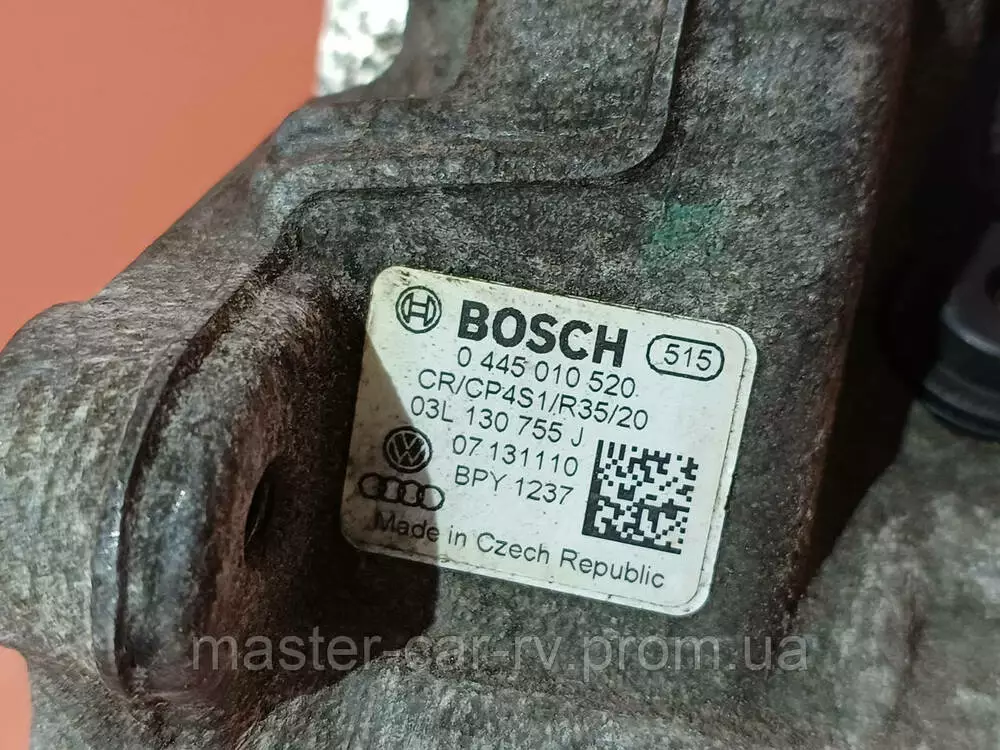 BOSCH 515
0 445 010 520
CR/CP4S1/R35/20
03L 130 755 J
07 131110
BPY 1237
Made in Czech Republic
master-car-rv.prom.ua